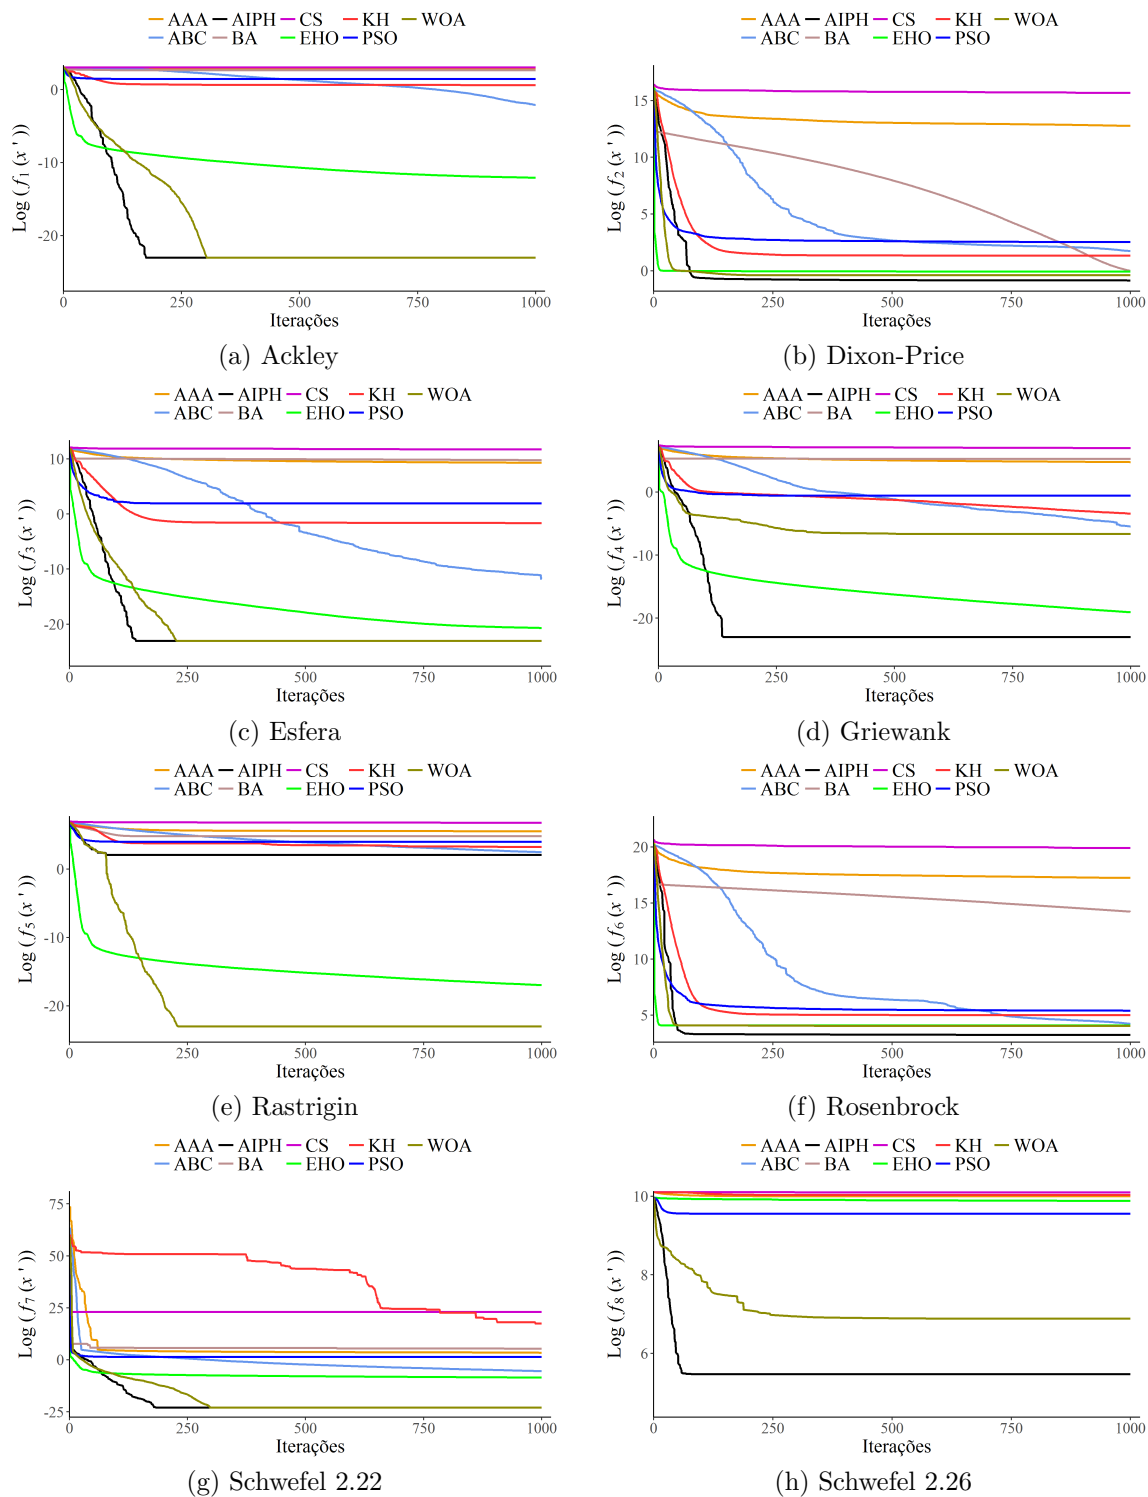 AAA AIPH CS KH WOA
ABC BA EHO PSO
Log ( f1 ( x ' ))
0
-10
-20
0 250 500 750 1000
Iterações
(a) Ackley
AAA AIPH CS KH WOA
ABC BA EHO PSO
Log ( f2 ( x ' ))
15
10
5
0
0 250 500 750 1000
Iterações
(b) Dixon-Price
AAA AIPH CS KH WOA
ABC BA EHO PSO
Log ( f3 ( x ' ))
10
0
-10
-20
0 250 500 750 1000
Iterações
(c) Esfera
AAA AIPH CS KH WOA
ABC BA EHO PSO
Log ( f4 ( x ' ))
0
-10
-20
0 250 500 750 1000
Iterações
(d) Griewank
AAA AIPH CS KH WOA
ABC BA EHO PSO
Log ( f5 ( x ' ))
0
-10
-20
0 250 500 750 1000
Iterações
(e) Rastrigin
AAA AIPH CS KH WOA
ABC BA EHO PSO
Log ( f6 ( x ' ))
20
15
10
5
0 250 500 750 1000
Iterações
(f) Rosenbrock
AAA AIPH CS KH WOA
ABC BA EHO PSO
Log ( f7 ( x ' ))
75
50
25
0
-25
0 250 500 750 1000
Iterações
(g) Schwefel 2.22
AAA AIPH CS KH WOA
ABC BA EHO PSO
Log ( f8 ( x ' ))
10
8
6
0 250 500 750 1000
Iterações
(h) Schwefel 2.26